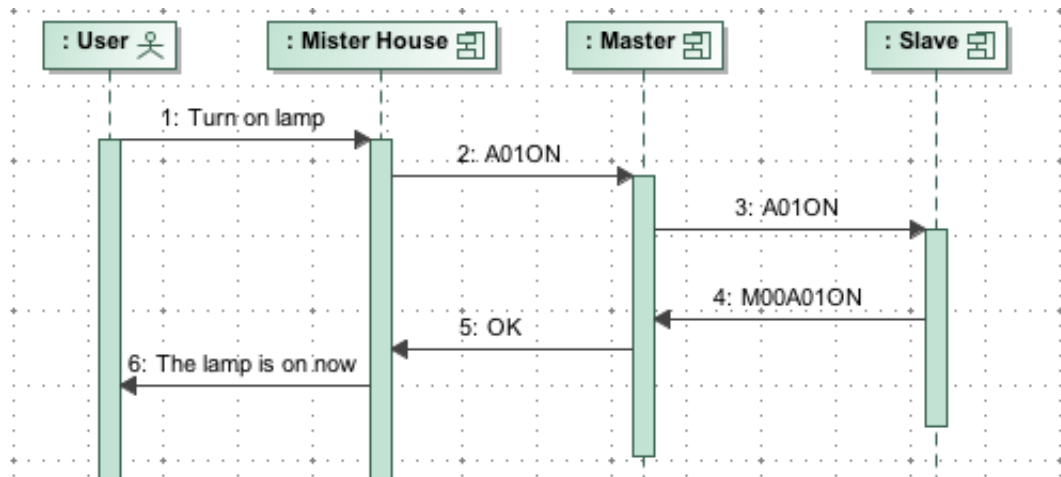 : User
: Mister House
: Master
: Slave
1: Turn on lamp
2: A01ON
3: A01ON
4: M00A01ON
5: OK
6: The lamp is on now